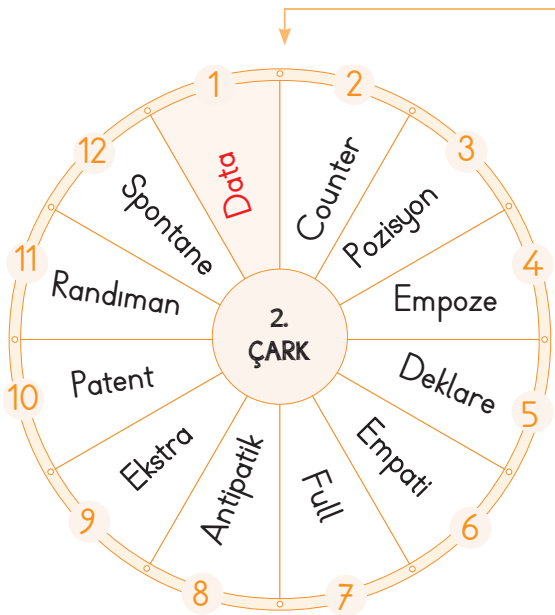 1
Data
2
Counter
3
Pozisyon
4
Empoze
5
Deklare
6
Empati
7
Full
8
Antipatik
9
Ekstra
10
Patent
11
Randıman
12
Spontane
2.
ÇARK